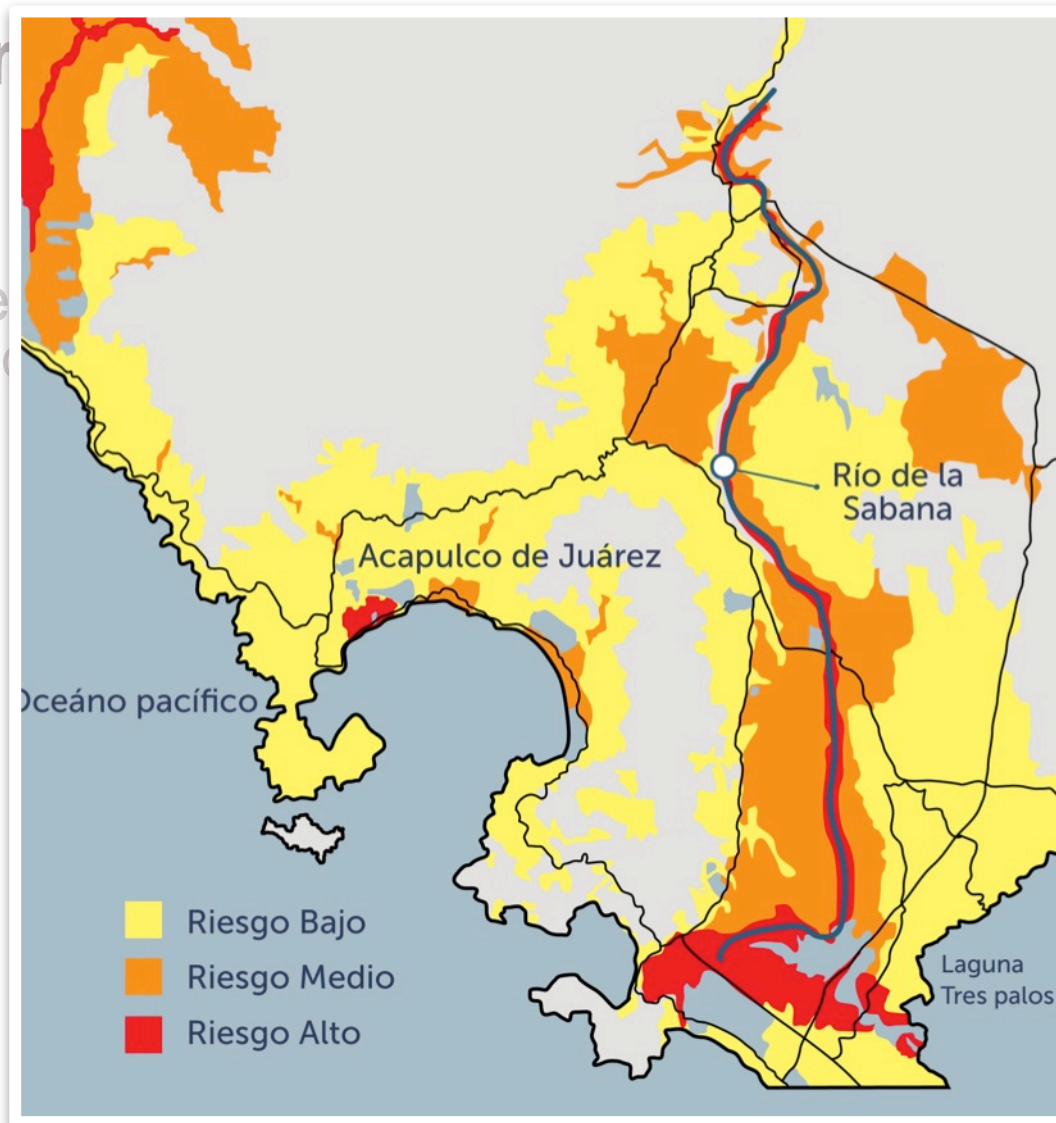 Río de la
Sabana
Acapulco de Juárez
Oceáno pacífico
Riesgo Bajo
Riesgo Medio
Riesgo Alto
Laguna
Tres palos